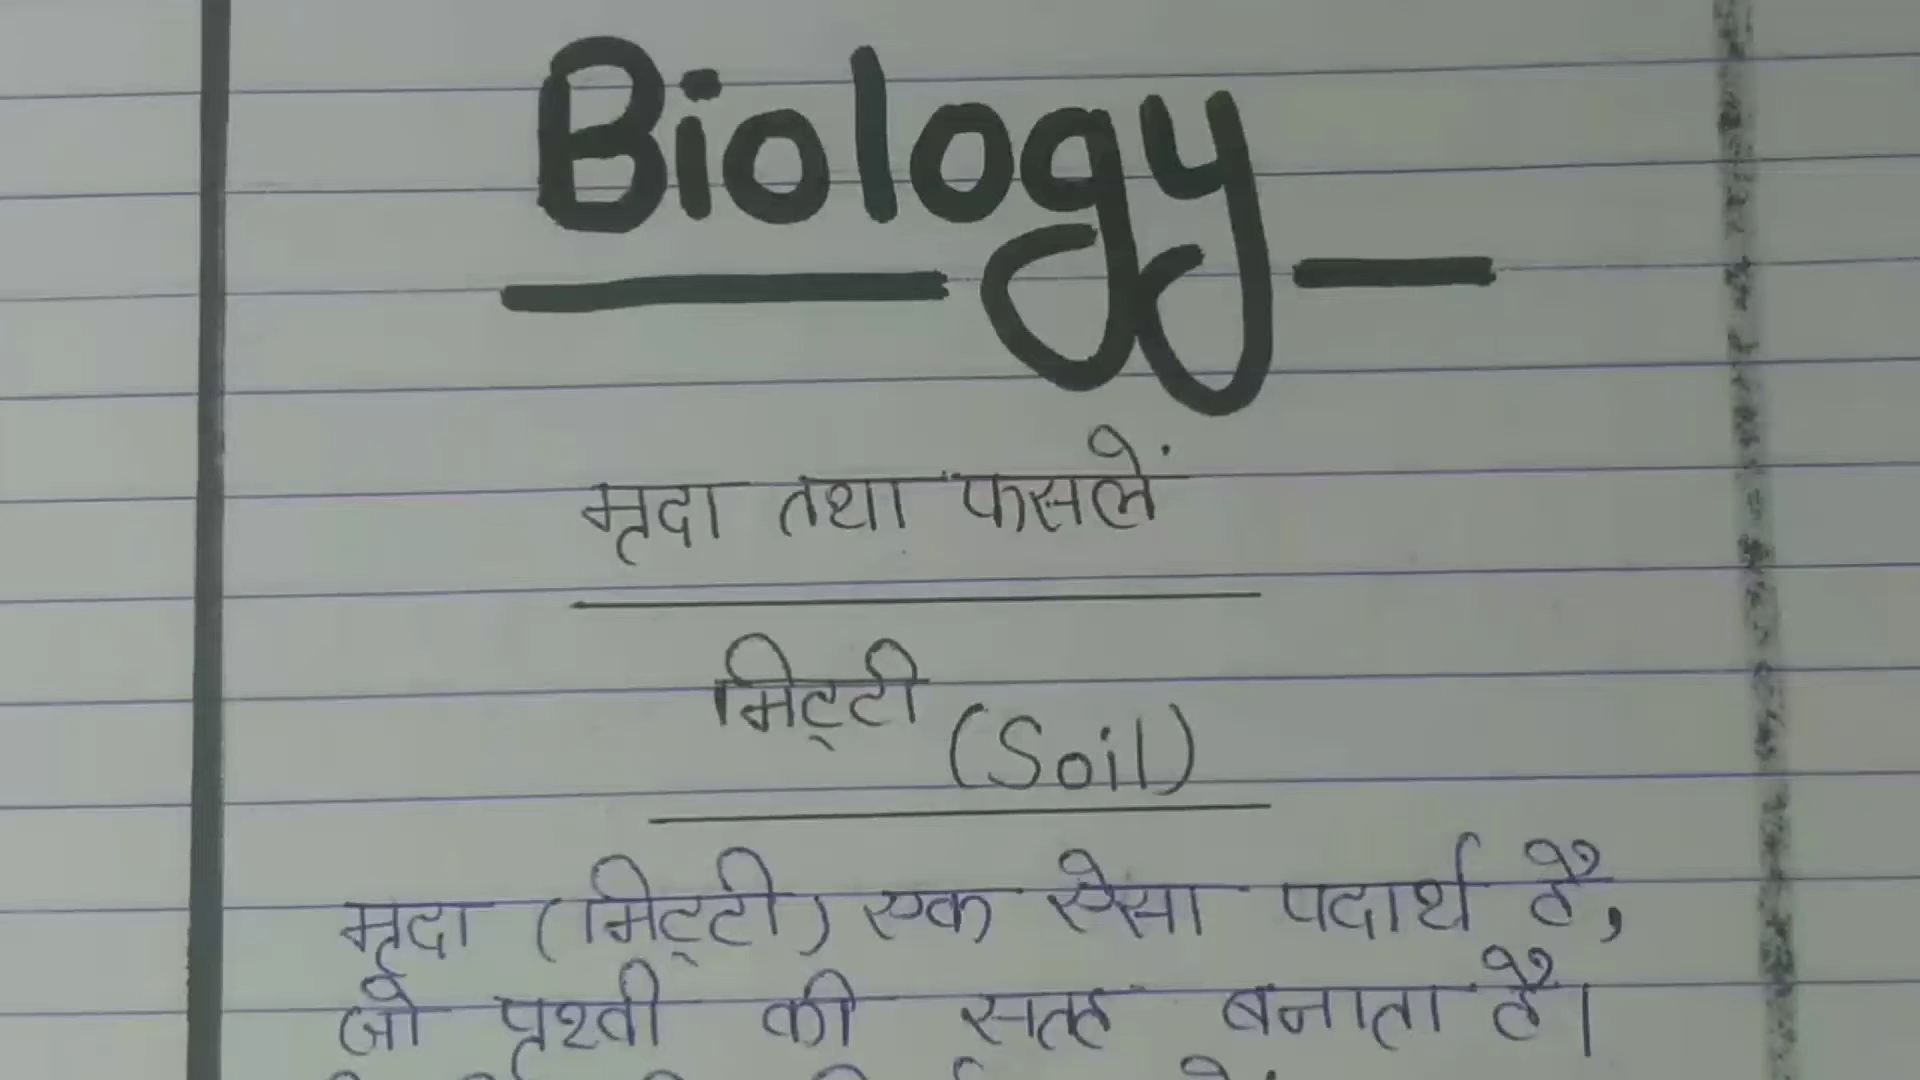 Biology
मृदा तथा फसलें
मिट्टी (Soil)
मृदा (मिट्टी) एक ऐसा पदार्थ है,
जो पृथ्वी की सतह बनाता है।